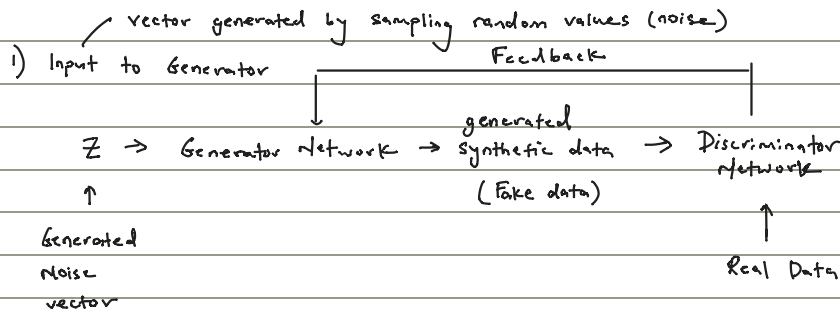 vector generated by sampling random values (noise)
1) Input to Generator
Feedback
Z → Generator Network → generated synthetic data → Discriminator Network
(Fake data)
↑
Generated
Noise
vector
↑
Real Data